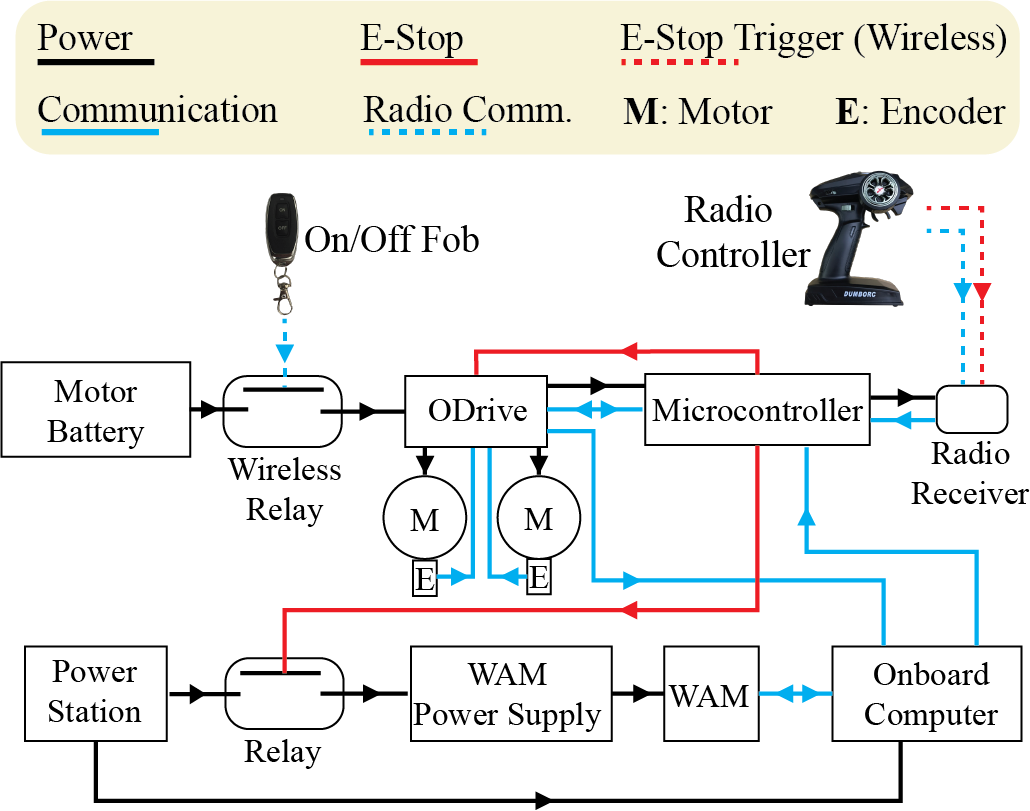 Power
E-Stop
E-Stop Trigger (Wireless)
Communication
Radio Comm.
M: Motor
E: Encoder
On/Off Fob
Radio
Controller
DUMBORC
Motor
Battery
Wireless
Relay
ODrive
Microcontroller
Radio
Receiver
M
M
E
E
Power
Station
Relay
WAM
Power Supply
WAM
Onboard
Computer